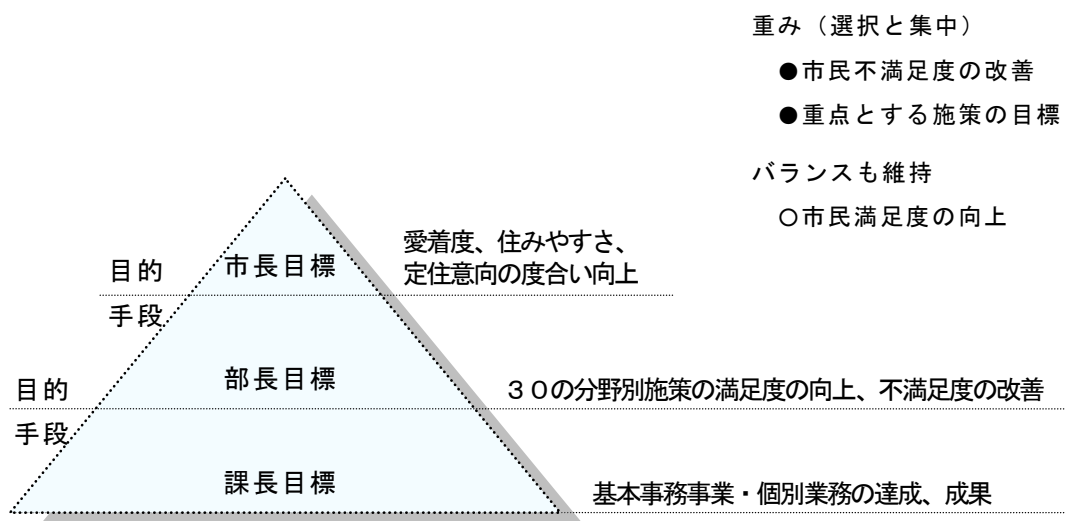 重み（選択と集中）
●市民不満足度の改善
●重点とする施策の目標
バランスも維持
○市民満足度の向上
愛着度、住みやすさ、
定住意向の度合い向上
目的
市長目標
手段
部長目標
目的
３０の分野別施策の満足度の向上、不満足度の改善
手段
課長目標
基本事務事業・個別業務の達成、成果